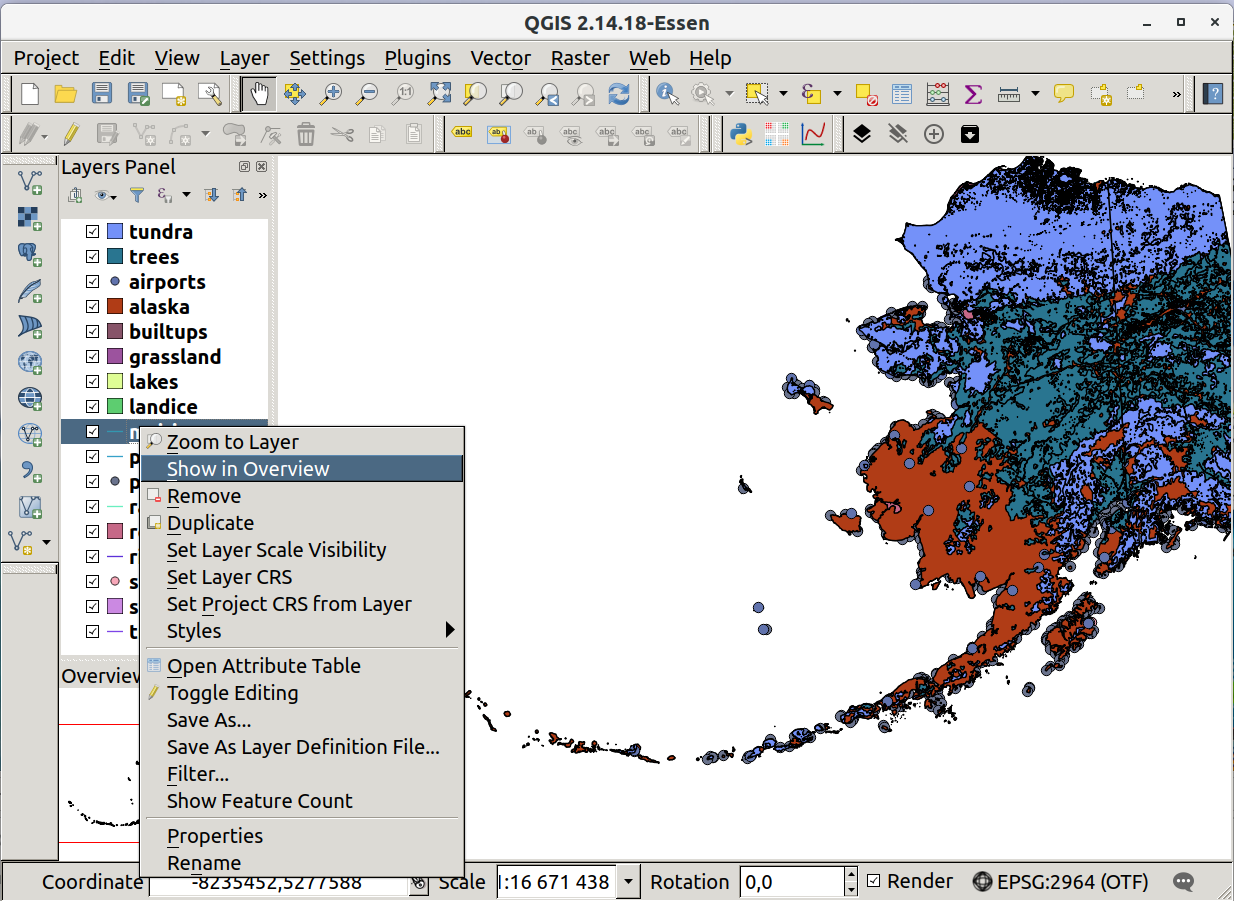 QGIS 2.14.18-Essen
Project Edit View Layer Settings Plugins Vector Raster Web Help
Layers Panel
tundra
trees
airports
alaska
builtups
grassland
lakes
landice
Zoom to Layer
Show in Overview
Remove
Duplicate
Set Layer Scale Visibility
Set Layer CRS
Set Project CRS from Layer
Styles
Open Attribute Table
Toggle Editing
Save As...
Save As Layer Definition File...
Filter...
Show Feature Count
Properties
Rename
Overview
Coordinate -8235452,5277588 Scale 1:16 671 438 Rotation 0,0 Render EPSG:2964 (OTF)